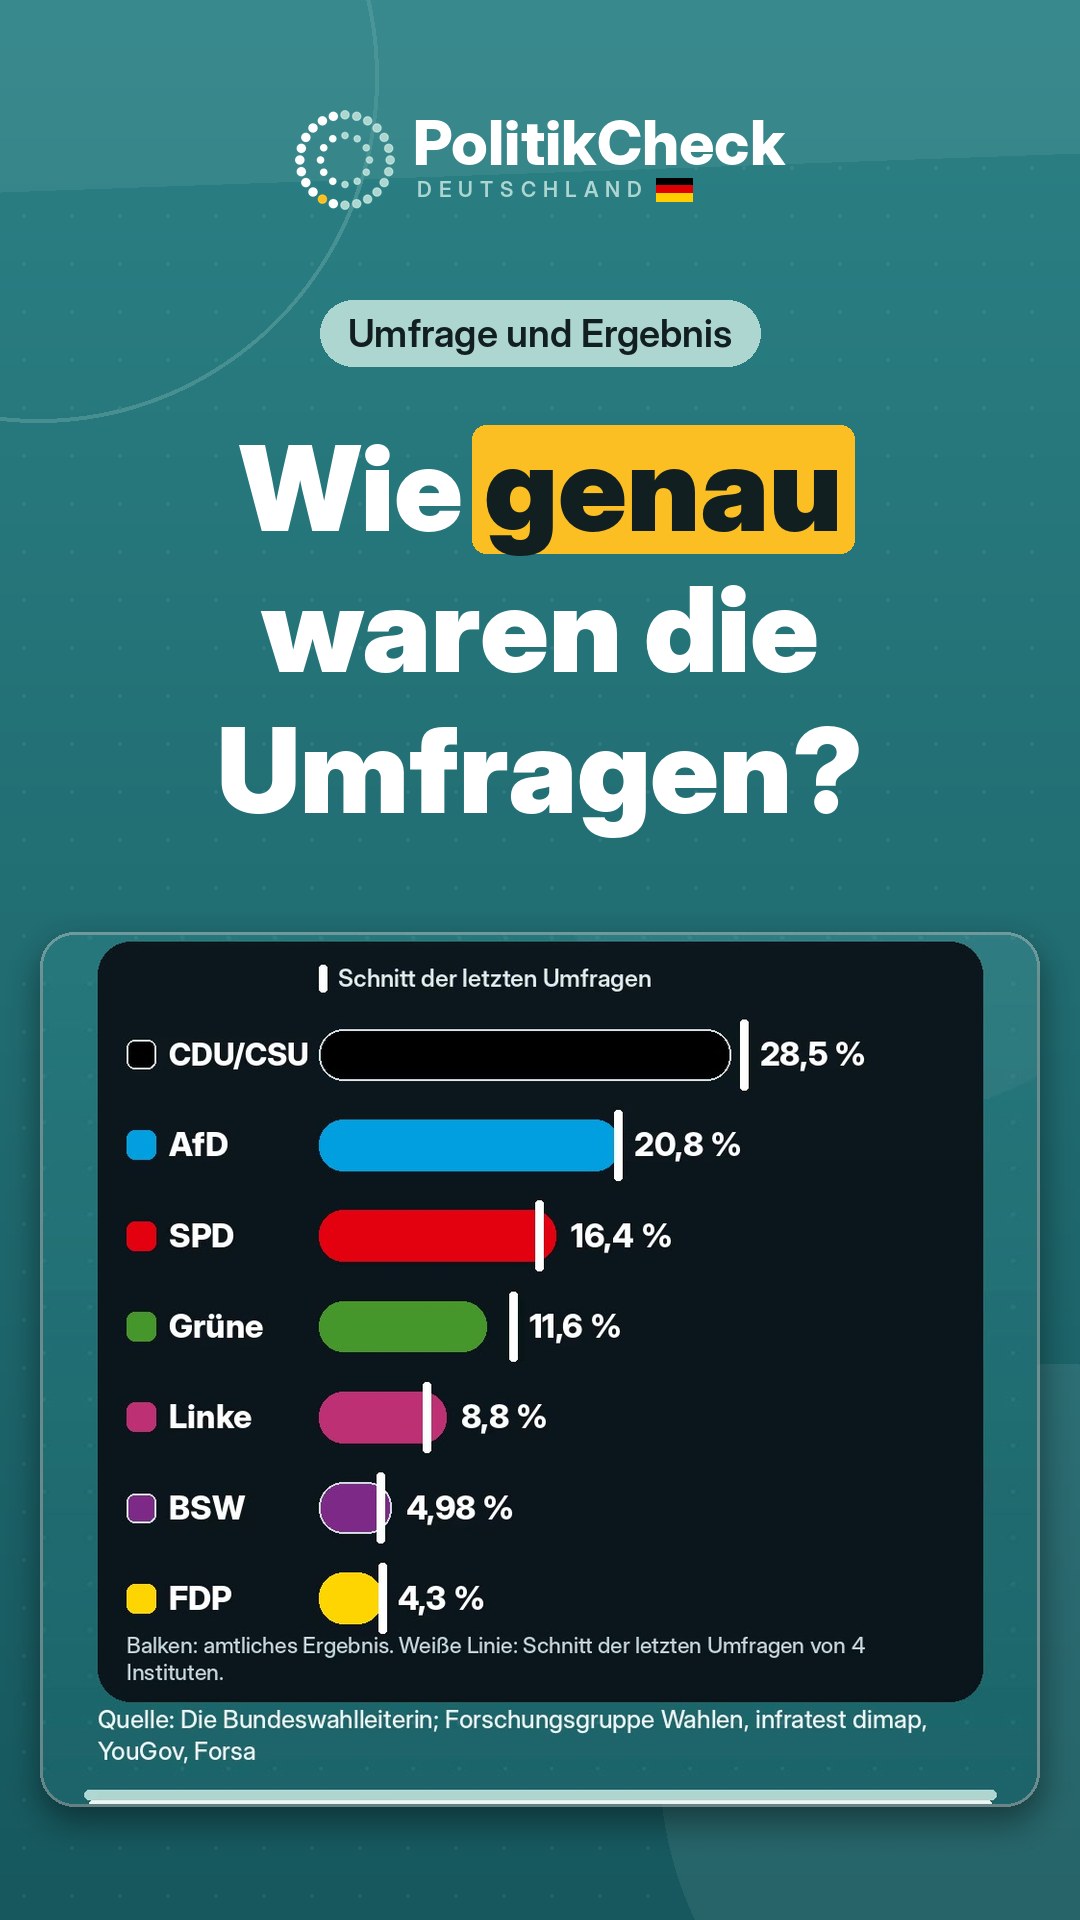 PolitikCheck
DEUTSCHLAND
Umfrage und Ergebnis
Wie genau
waren die
Umfragen?
Schnitt der letzten Umfragen
CDU/CSU 28,5 %
AfD 20,8 %
SPD 16,4 %
Grüne 11,6 %
Linke 8,8 %
BSW 4,98 %
FDP 4,3 %
Balken: amtliches Ergebnis. Weiße Linie: Schnitt der letzten Umfragen von 4
Instituten.
Quelle: Die Bundeswahlleiterin; Forschungsgruppe Wahlen, infratest dimap,
YouGov, Forsa